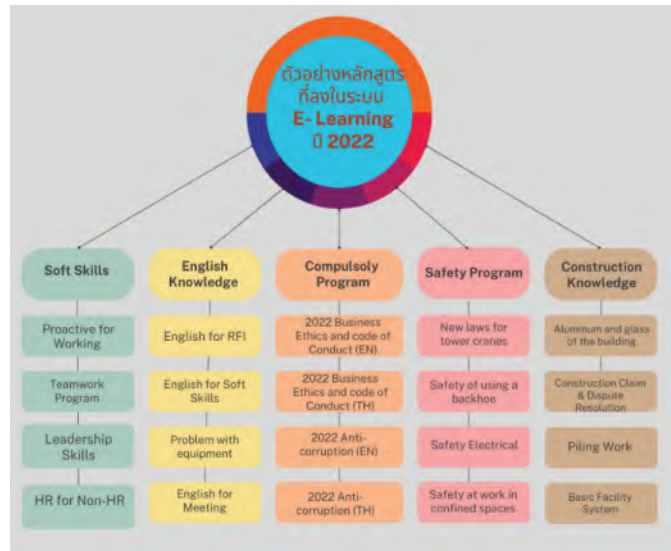 ตัวอย่างหลักสูตร
ที่ลงในระบบ
E- Learning
ปี 2022
Soft Skills
Proactive for
Working
Teamwork
Program
Leadership
Skills
HR for Non-HR
English
Knowledge
English for RFI
English for Soft
Skills
Problem with
equipment
English for
Meeting
Compulsoly
Program
2022 Business
Ethics and code of
Conduct (EN)
2022 Business
Ethics and code of
Conduct (TH)
2022 Anti-
corruption (EN)
2022 Anti-
corruption (TH)
Safety Program
New laws for
tower cranes
Safety of using a
backhoe
Safety Electrical
Safety at work in
confined spaces
Construction
Knowledge
Aluminum and glass
of the building
Construction Claim
& Dispute
Resolution
Piling Work
Basic Facility
System